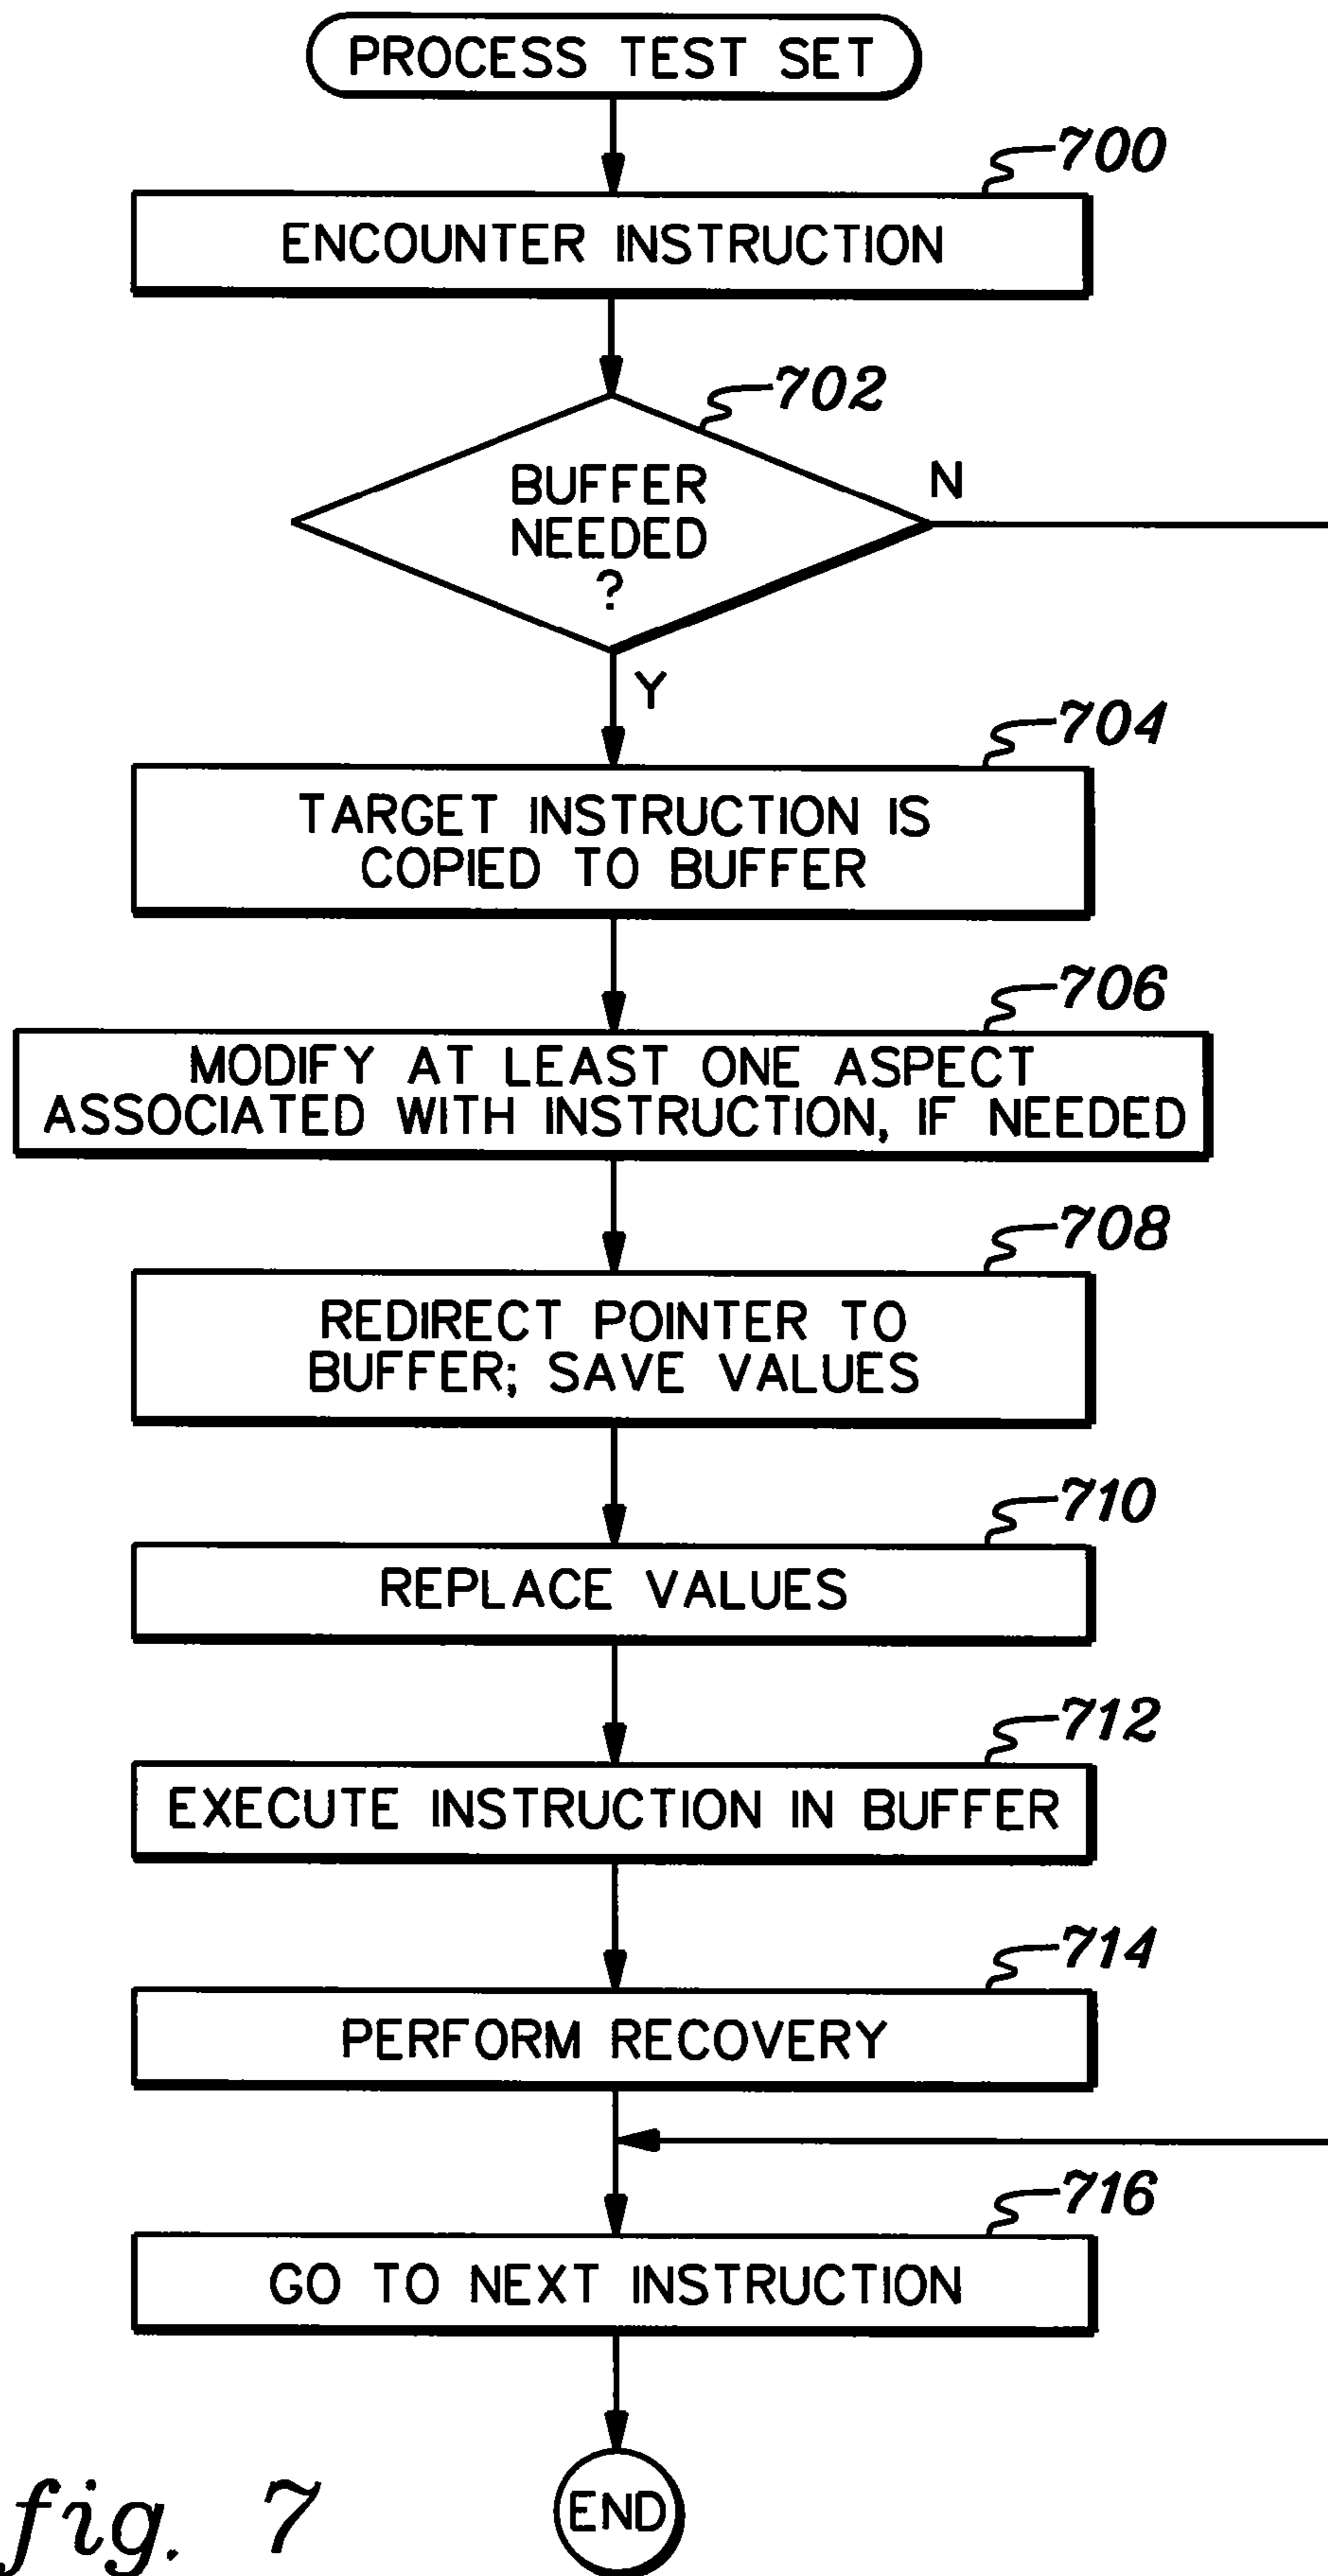 PROCESS TEST SET
700
ENCOUNTER INSTRUCTION
702
BUFFER
NEEDED
?
N
Y
704
TARGET INSTRUCTION IS
COPIED TO BUFFER
706
MODIFY AT LEAST ONE ASPECT
ASSOCIATED WITH INSTRUCTION, IF NEEDED
708
REDIRECT POINTER TO
BUFFER; SAVE VALUES
710
REPLACE VALUES
712
EXECUTE INSTRUCTION IN BUFFER
714
PERFORM RECOVERY
716
GO TO NEXT INSTRUCTION
END
fig. 7